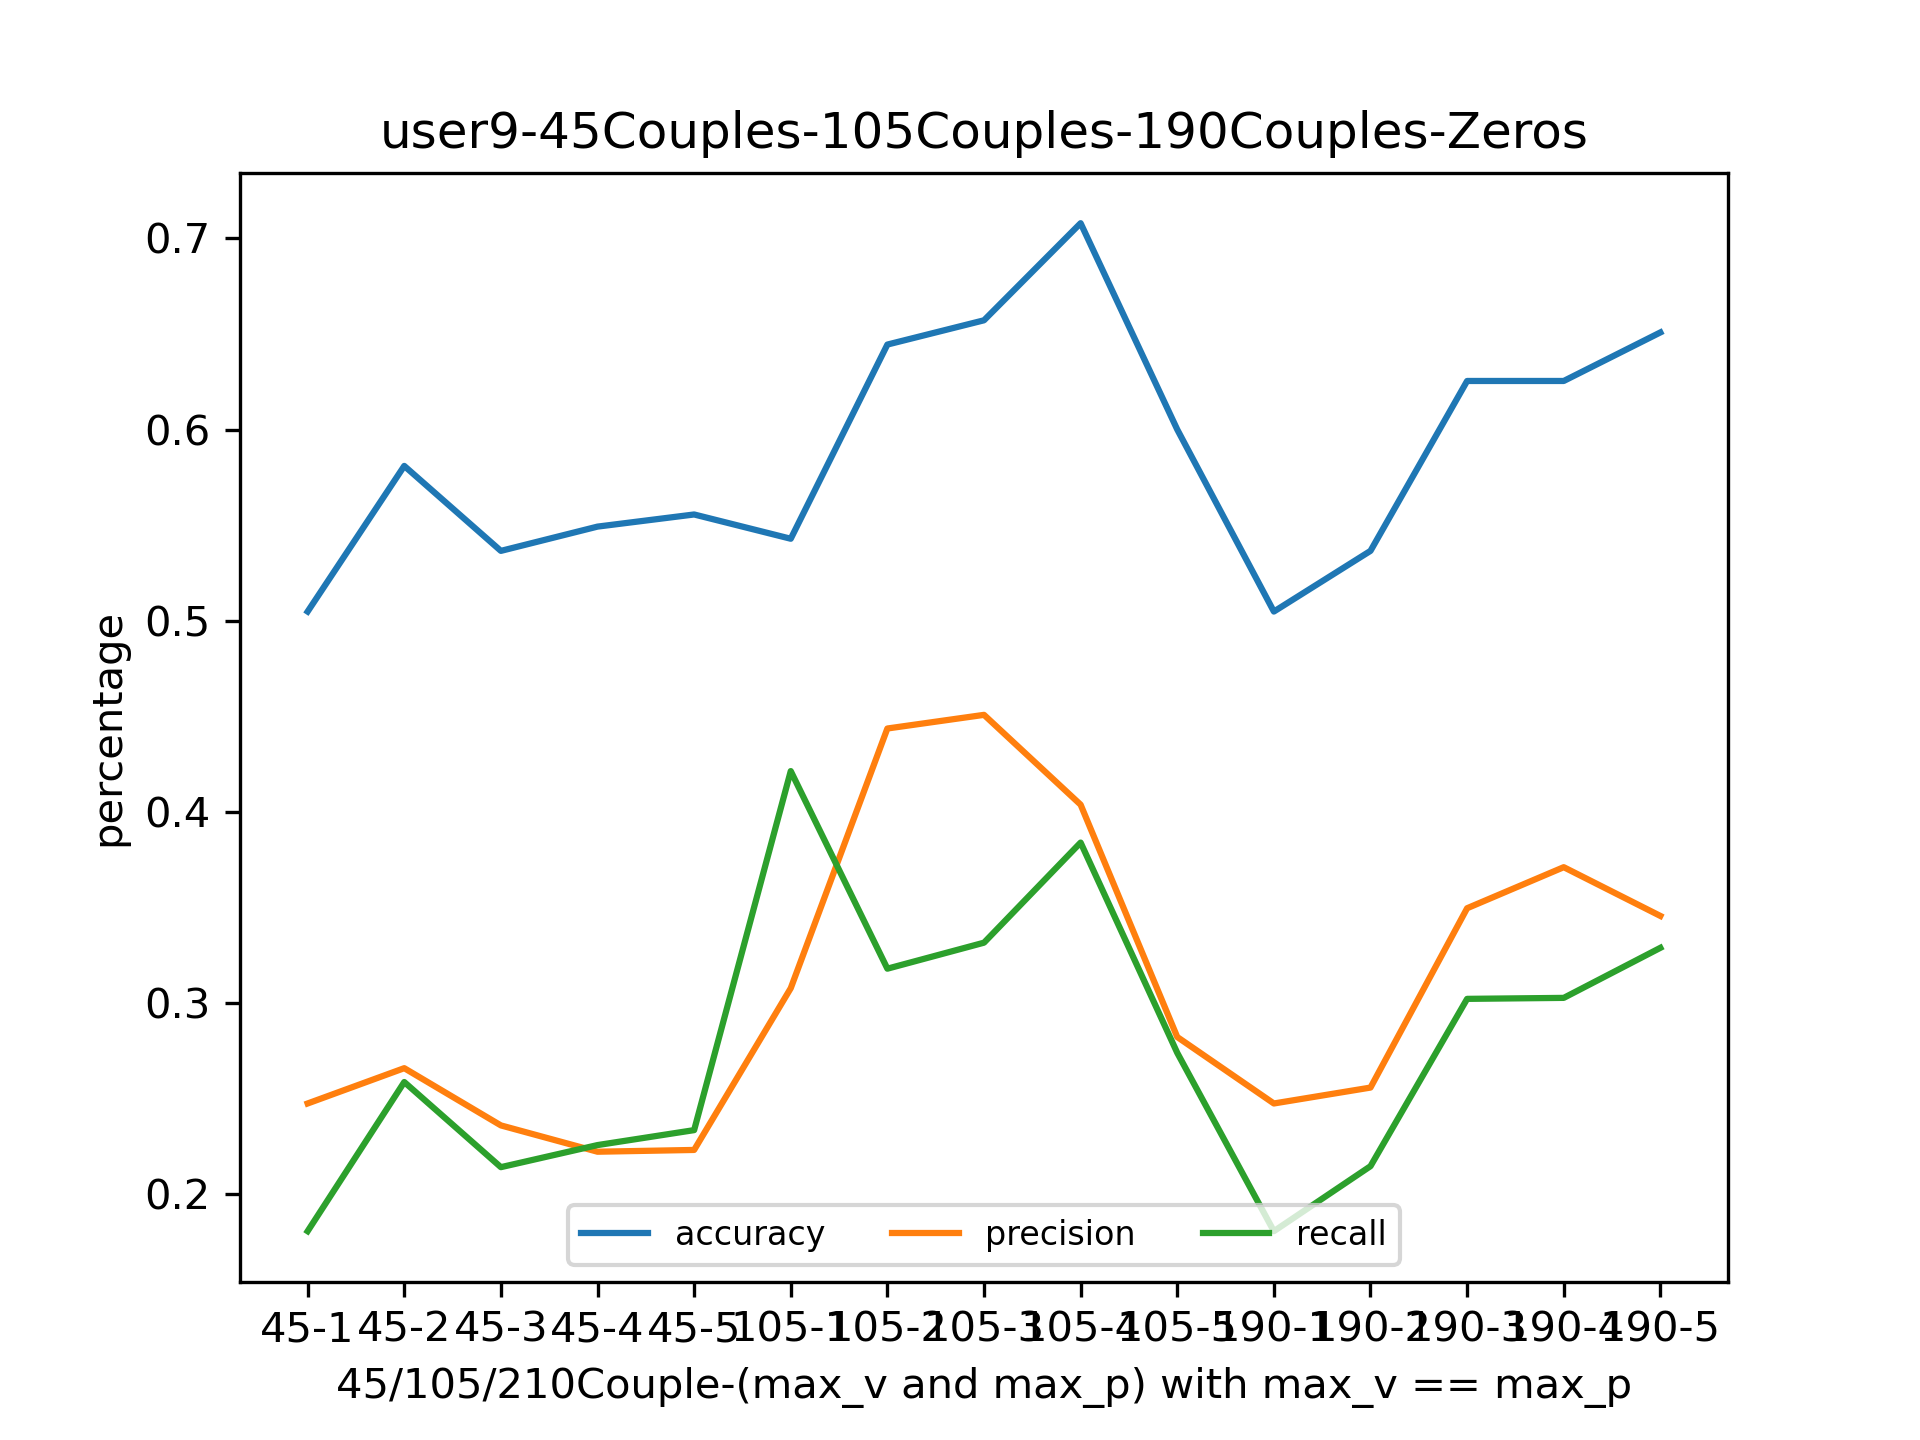 user9-45Couples-105Couples-190Couples-Zeros
0.7
0.6
0.5
0.4
0.3
0.2
percentage
accuracy precision recall
45-1 45-2 45-3 45-4 45-5 105-1 105-2 105-3 105-4 105-5 190-1 190-2 190-3 190-4 190-5
45/105/210Couple-(max_v and max_p) with max_v == max_p